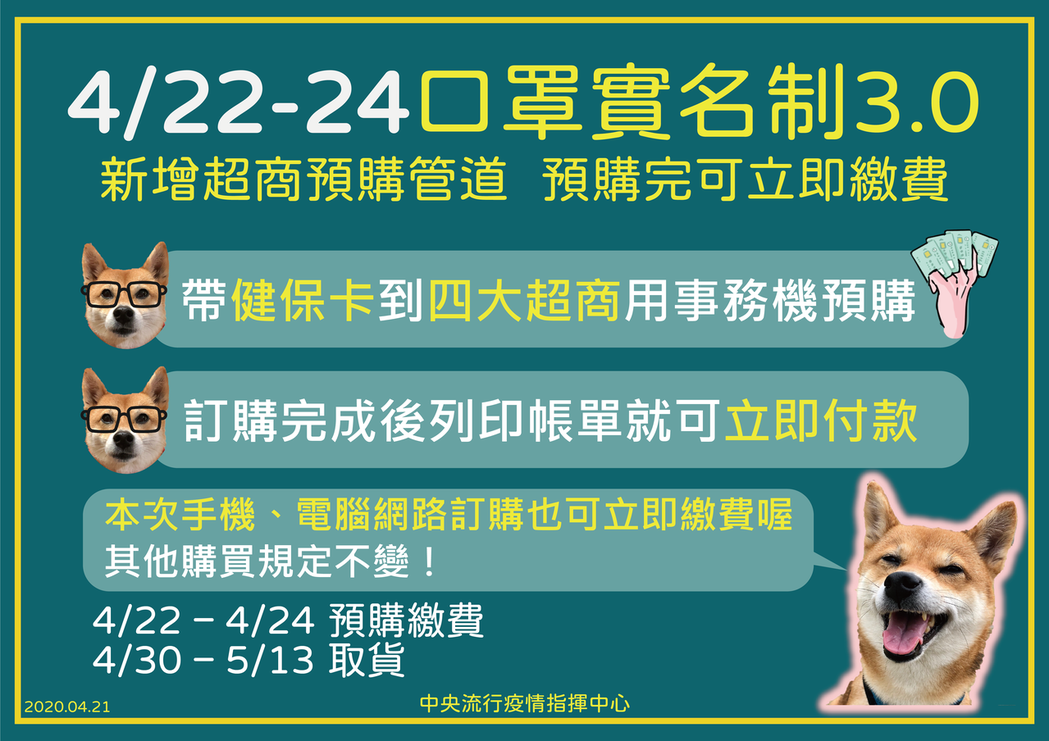 4/22-24口罩實名制3.0
新增超商預購管道 預購完可立即繳費
帶健保卡到四大超商用事務機預購
訂購完成後列印帳單就可立即付款
本次手機、電腦網路訂購也可立即繳費喔
其他購買規定不變！
4/22 – 4/24 預購繳費
4/30 – 5/13 取貨
2020.04.21
中央流行疫情指揮中心